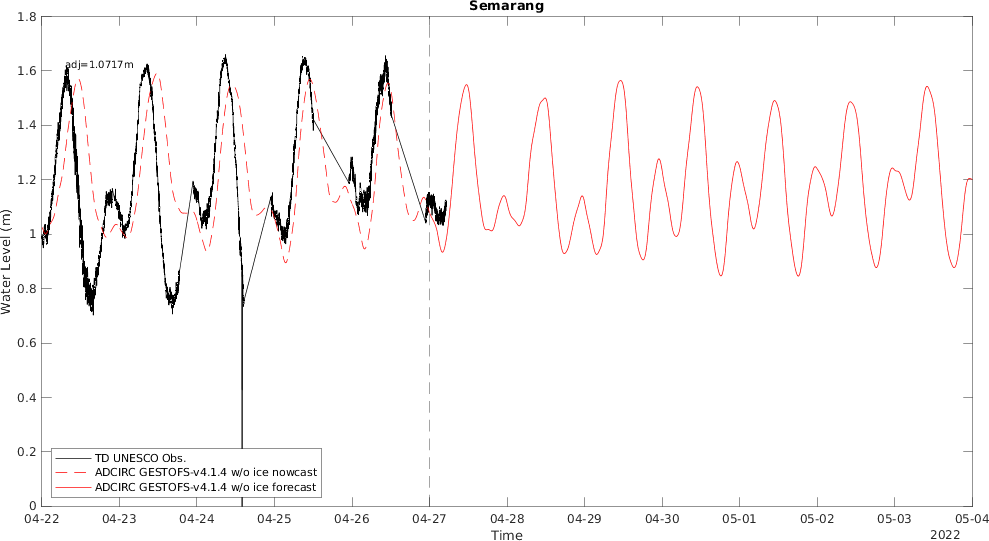 Semarang
1.8
1.6
1.4
1.2
1
0.8
0.6
0.4
0.2
0
Water Level (m)
adj=1.0717m
TD UNESCO Obs.
ADCIRC GESTOFS-v4.1.4 w/o ice nowcast
ADCIRC GESTOFS-v4.1.4 w/o ice forecast
04-22 04-23 04-24 04-25 04-26 04-27 04-28 04-29 04-30 05-01 05-02 05-03 05-04
Time
2022